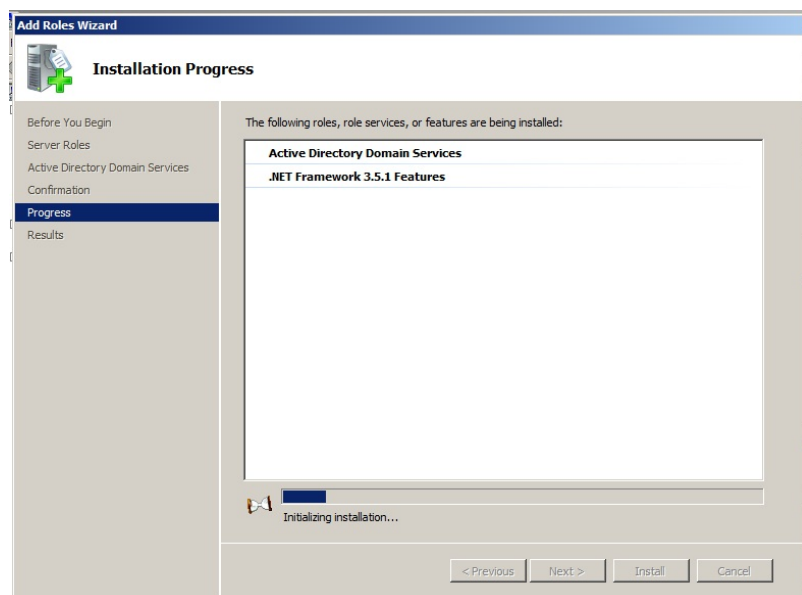 Add Roles Wizard
Installation Progress
Before You Begin
Server Roles
Active Directory Domain Services
Confirmation
Progress
Results
The following roles, role services, or features are being installed:
Active Directory Domain Services
.NET Framework 3.5.1 Features
Initializing installation...
< Previous
Next >
Install
Cancel